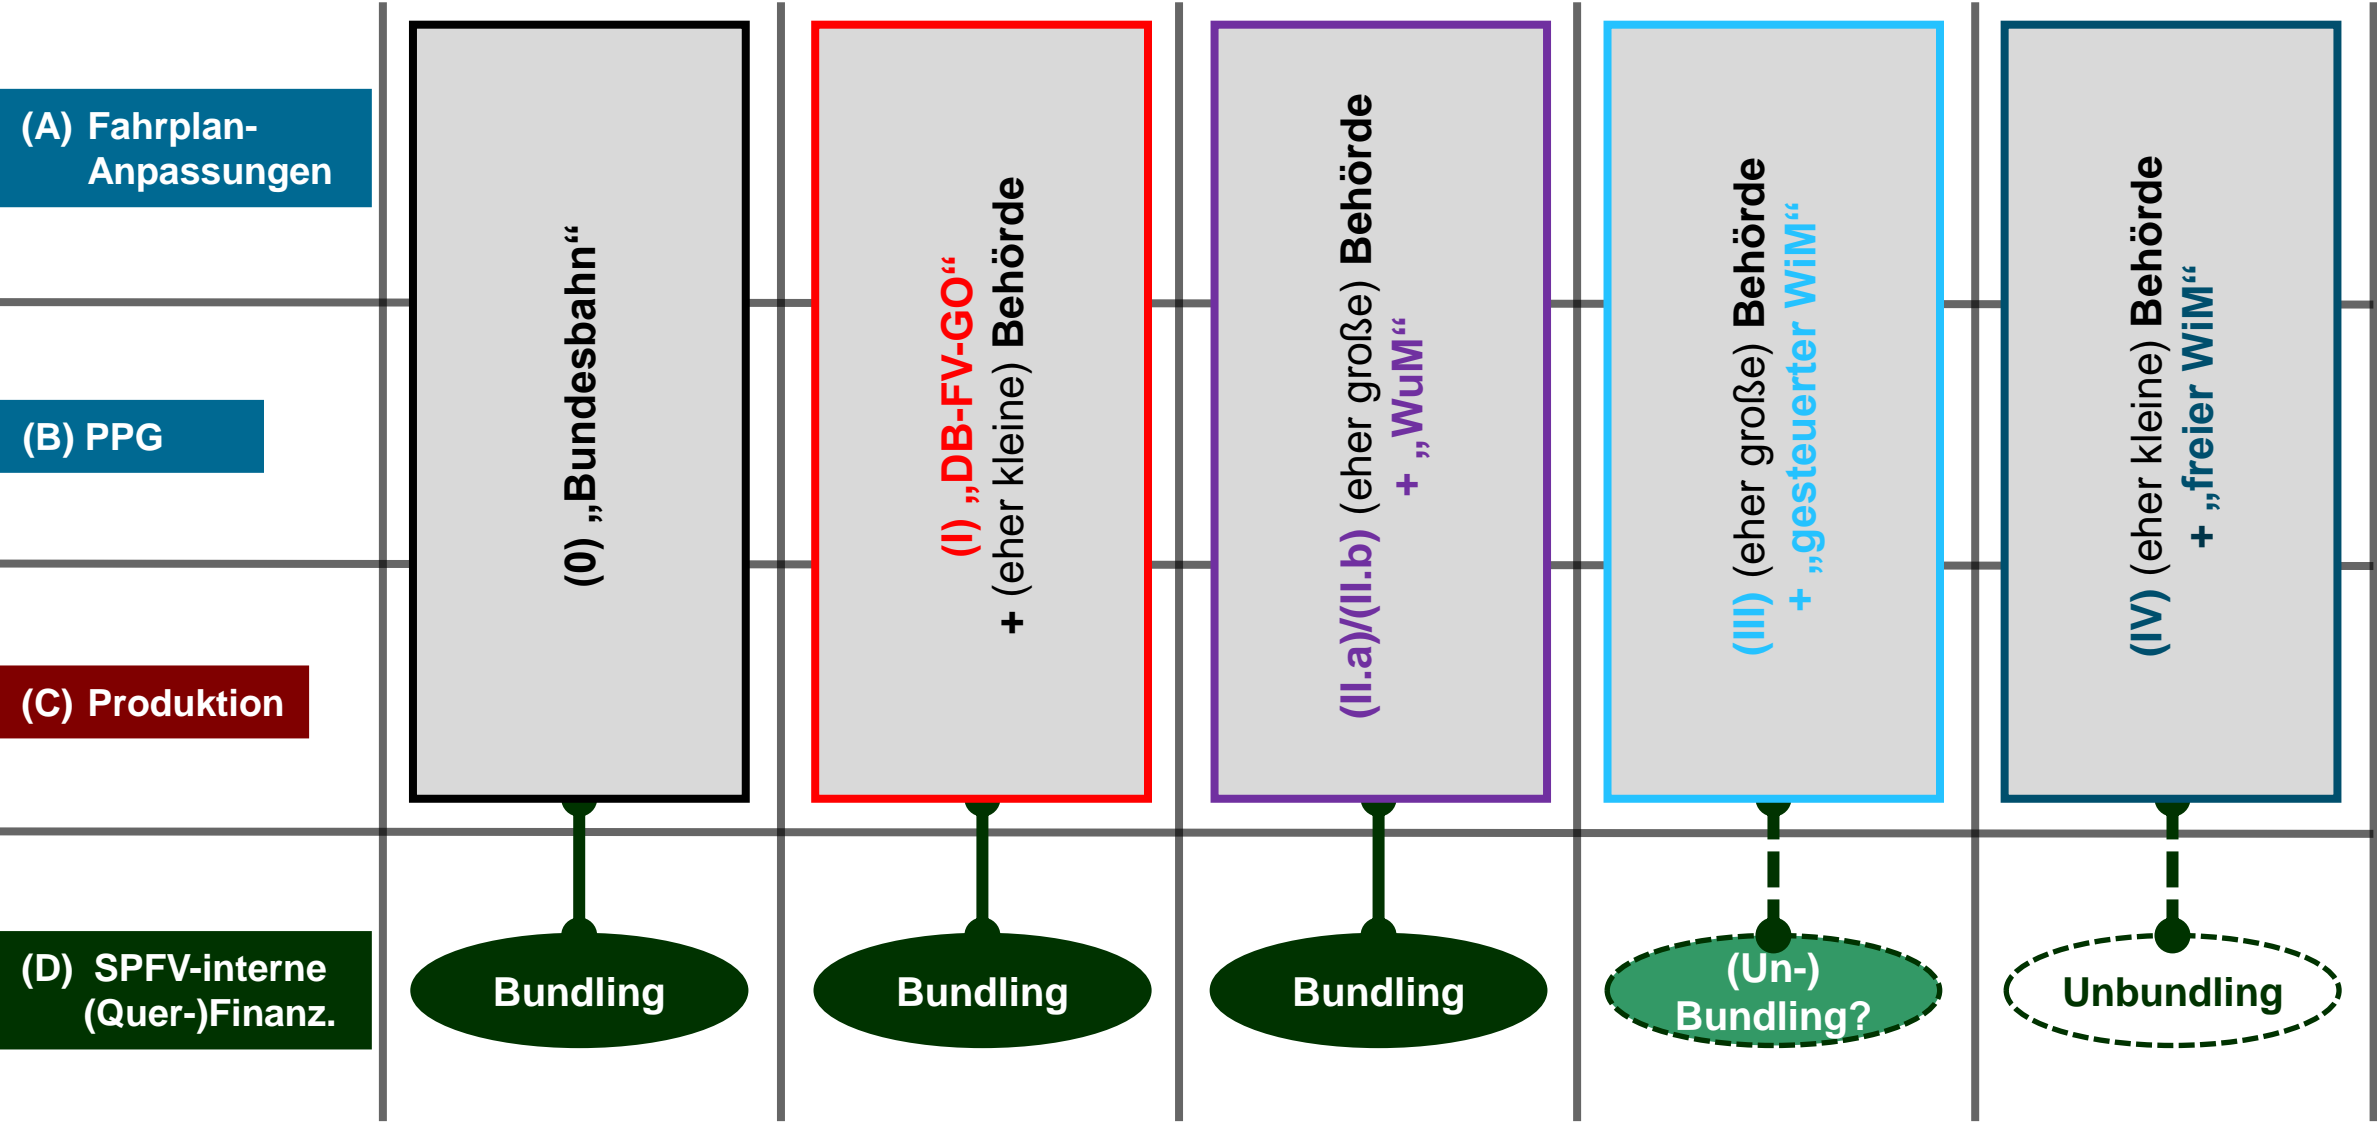 (A) Fahrplan-
Anpassungen
(B) PPG
(C) Produktion
(D) SPFV-interne
(Quer-)Finanz.
(0) „Bundesbahn“
(I) „DB-FV-GO“
+ (eher kleine) Behörde
(II.a)/(II.b) (eher große) Behörde
+ „WuM“
(III) (eher große) Behörde
+ „gesteuerter WiM“
(IV) (eher kleine) Behörde
+ „freier WiM“
Bundling
Bundling
Bundling
(Un-)
Bundling?
Unbundling